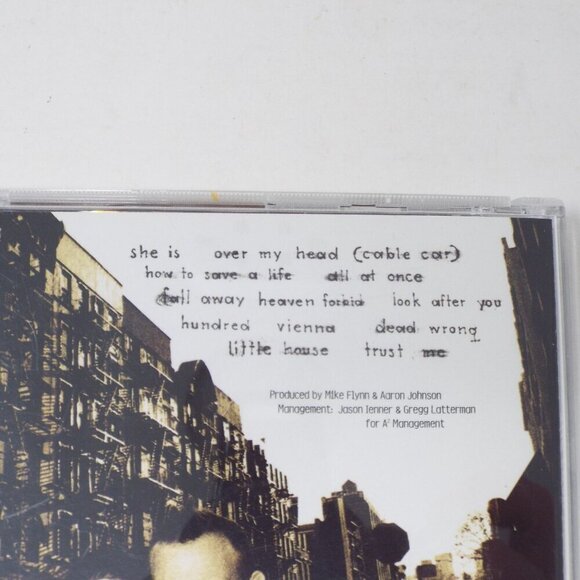 she is over my head (cable car)
how to save a life all at once
fall away heaven forbid look after you
hundred vienna dead wrong
little house trust me
Produced by Mike Flynn & Aaron Johnson
Management: Jason Ienner & Gregg Latterman
for A² Management